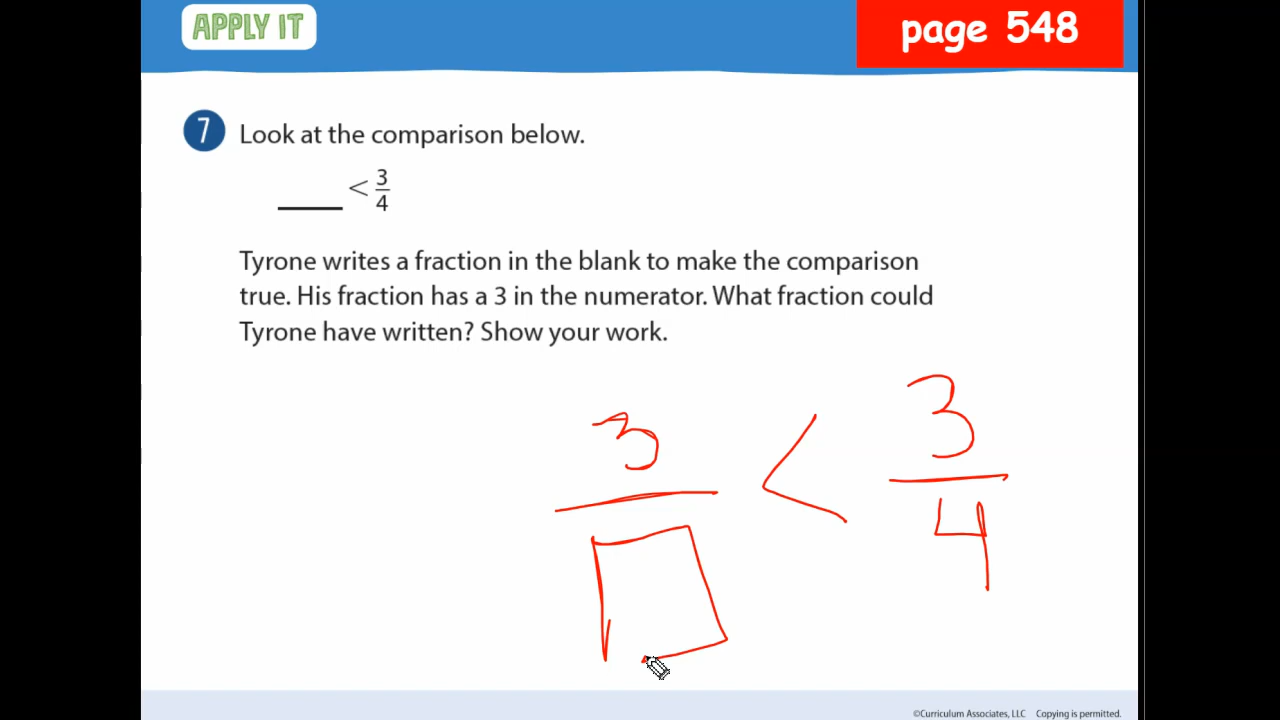 APPLY IT
page 548
7 Look at the comparison below.
____ < 3/4
Tyrone writes a fraction in the blank to make the comparison
true. His fraction has a 3 in the numerator. What fraction could
Tyrone have written? Show your work.
3/□ < 3/4
©Curriculum Associates, LLC Copying is permitted.